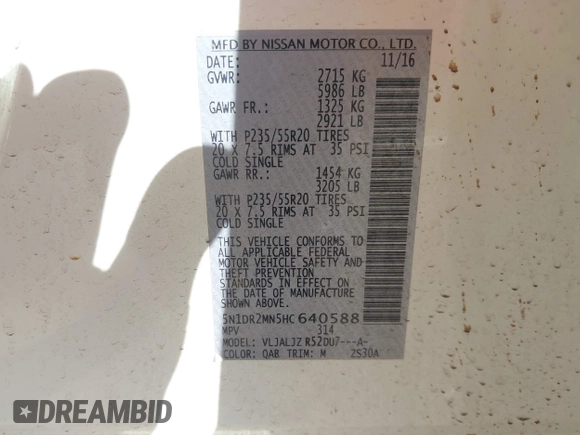 MFD BY NISSAN MOTOR CO., LTD.
DATE: 11/16
GVWR: 2715 KG
5986 LB
GAWR FR.: 1325 KG
2921 LB
WITH P235/55R20 TIRES
20 X 7.5 RIMS AT 35 PSI
COLD SINGLE
GAWR RR.: 1454 KG
3205 LB
WITH P235/55R20 TIRES
20 X 7.5 RIMS AT 35 PSI
COLD SINGLE
THIS VEHICLE CONFORMS TO
ALL APPLICABLE FEDERAL
MOTOR VEHICLE SAFETY AND
THEFT PREVENTION
STANDARDS IN EFFECT ON
THE DATE OF MANUFACTURE
SHOWN ABOVE.
5N1DR2MN5HC640588
MPV 314
MODEL: VLJALJZ R52DU7---A-
COLOR: QAB TRIM: M ZS30A
DREAMBID